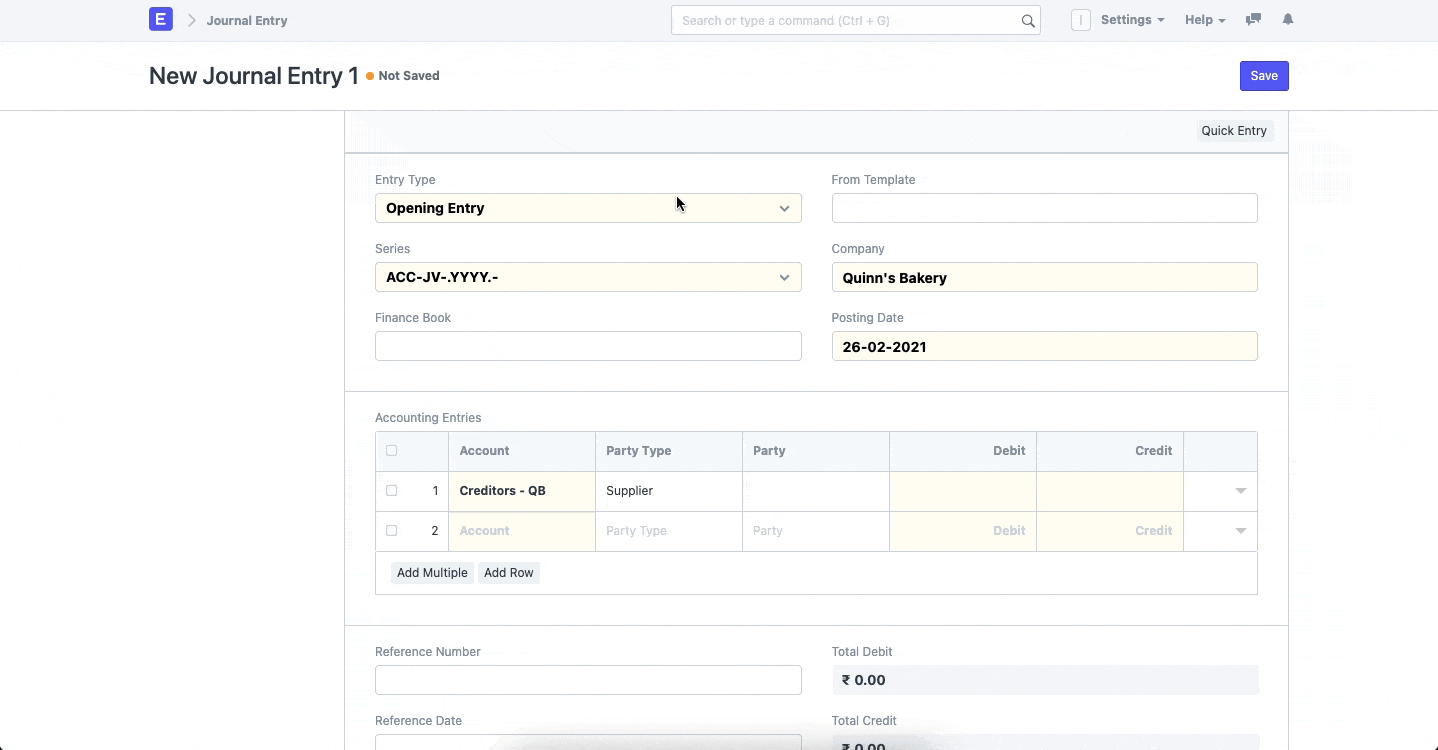 E Journal Entry Search or type a command (Ctrl + G) I Settings Help
New Journal Entry 1 Not Saved Save
Quick Entry
Entry Type From Template
Opening Entry
Series Company
ACC-JV-.YYYY.- Quinn's Bakery
Finance Book Posting Date
26-02-2021
Accounting Entries
Account Party Type Party Debit Credit
1 Creditors - QB Supplier
2 Account Party Type Party Debit Credit
Add Multiple Add Row
Reference Number Total Debit
₹ 0.00
Reference Date Total Credit
₹ 0.00